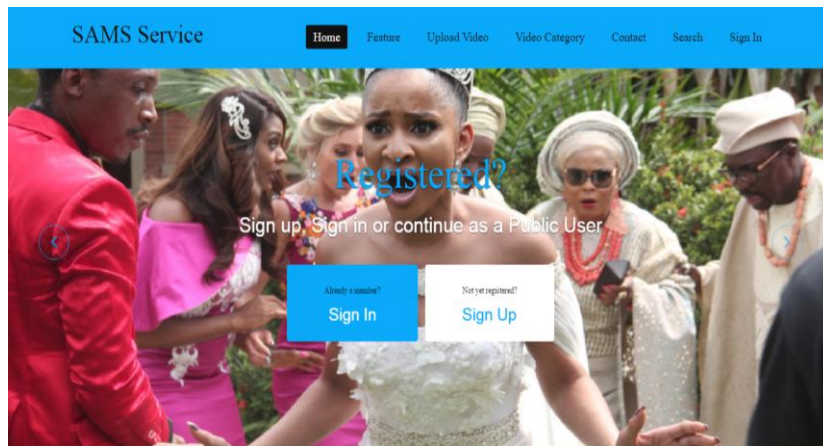 SAMS Service
Home Feature Upload Video Video Category Contact Search Sign In
Registered?
Sign up, Sign in or continue as a Public User
Already a member?
Sign In
Not yet registered?
Sign Up